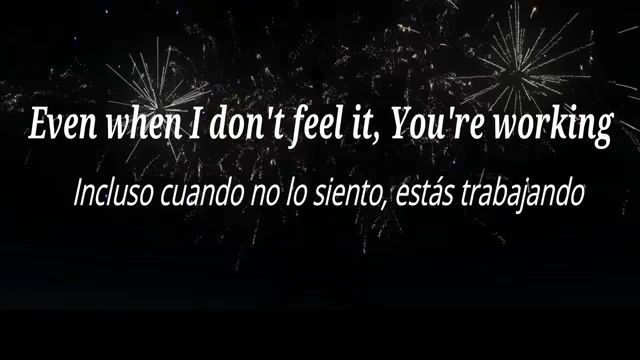 Even when I don't feel it, You're working
Incluso cuando no lo siento, estás trabajando